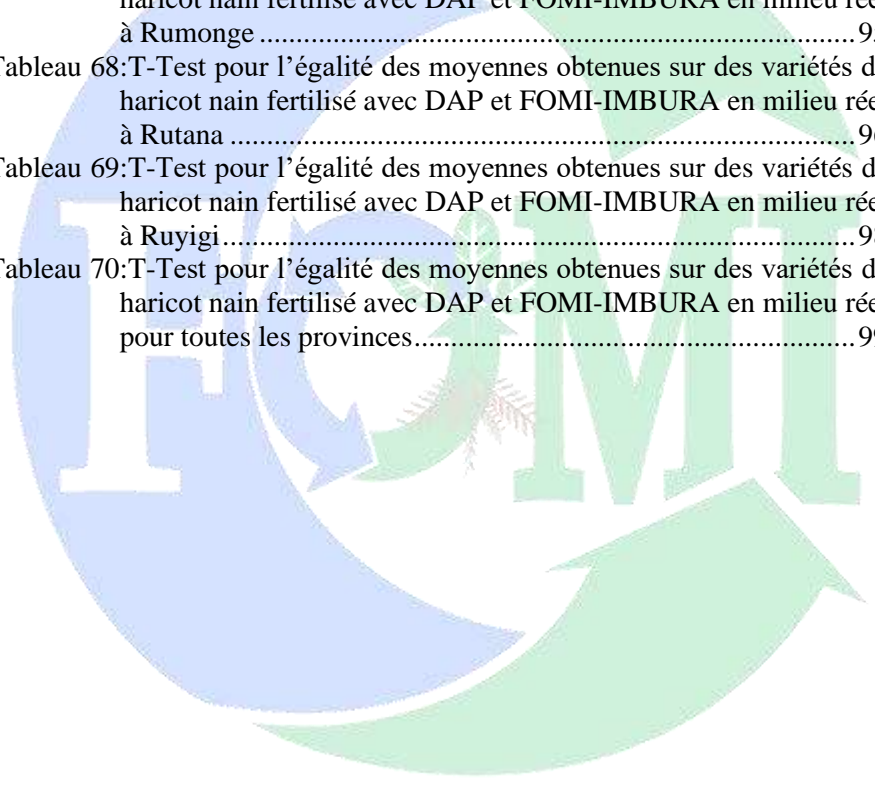 haricot nain fertilisé avec DAP et FOMI-IMBURA en milieu
à Rumonge
Tableau 68:T-Test pour l’égalité des moyennes obtenues sur des variétés
haricot nain fertilisé avec DAP et FOMI-IMBURA en milieu
à Rutana
Tableau 69:T-Test pour l’égalité des moyennes obtenues sur des variétés
haricot nain fertilisé avec DAP et FOMI-IMBURA en milieu
à Ruyigi
Tableau 70:T-Test pour l’égalité des moyennes obtenues sur des variétés
haricot nain fertilisé avec DAP et FOMI-IMBURA en milieu
pour toutes les provinces
FOMI